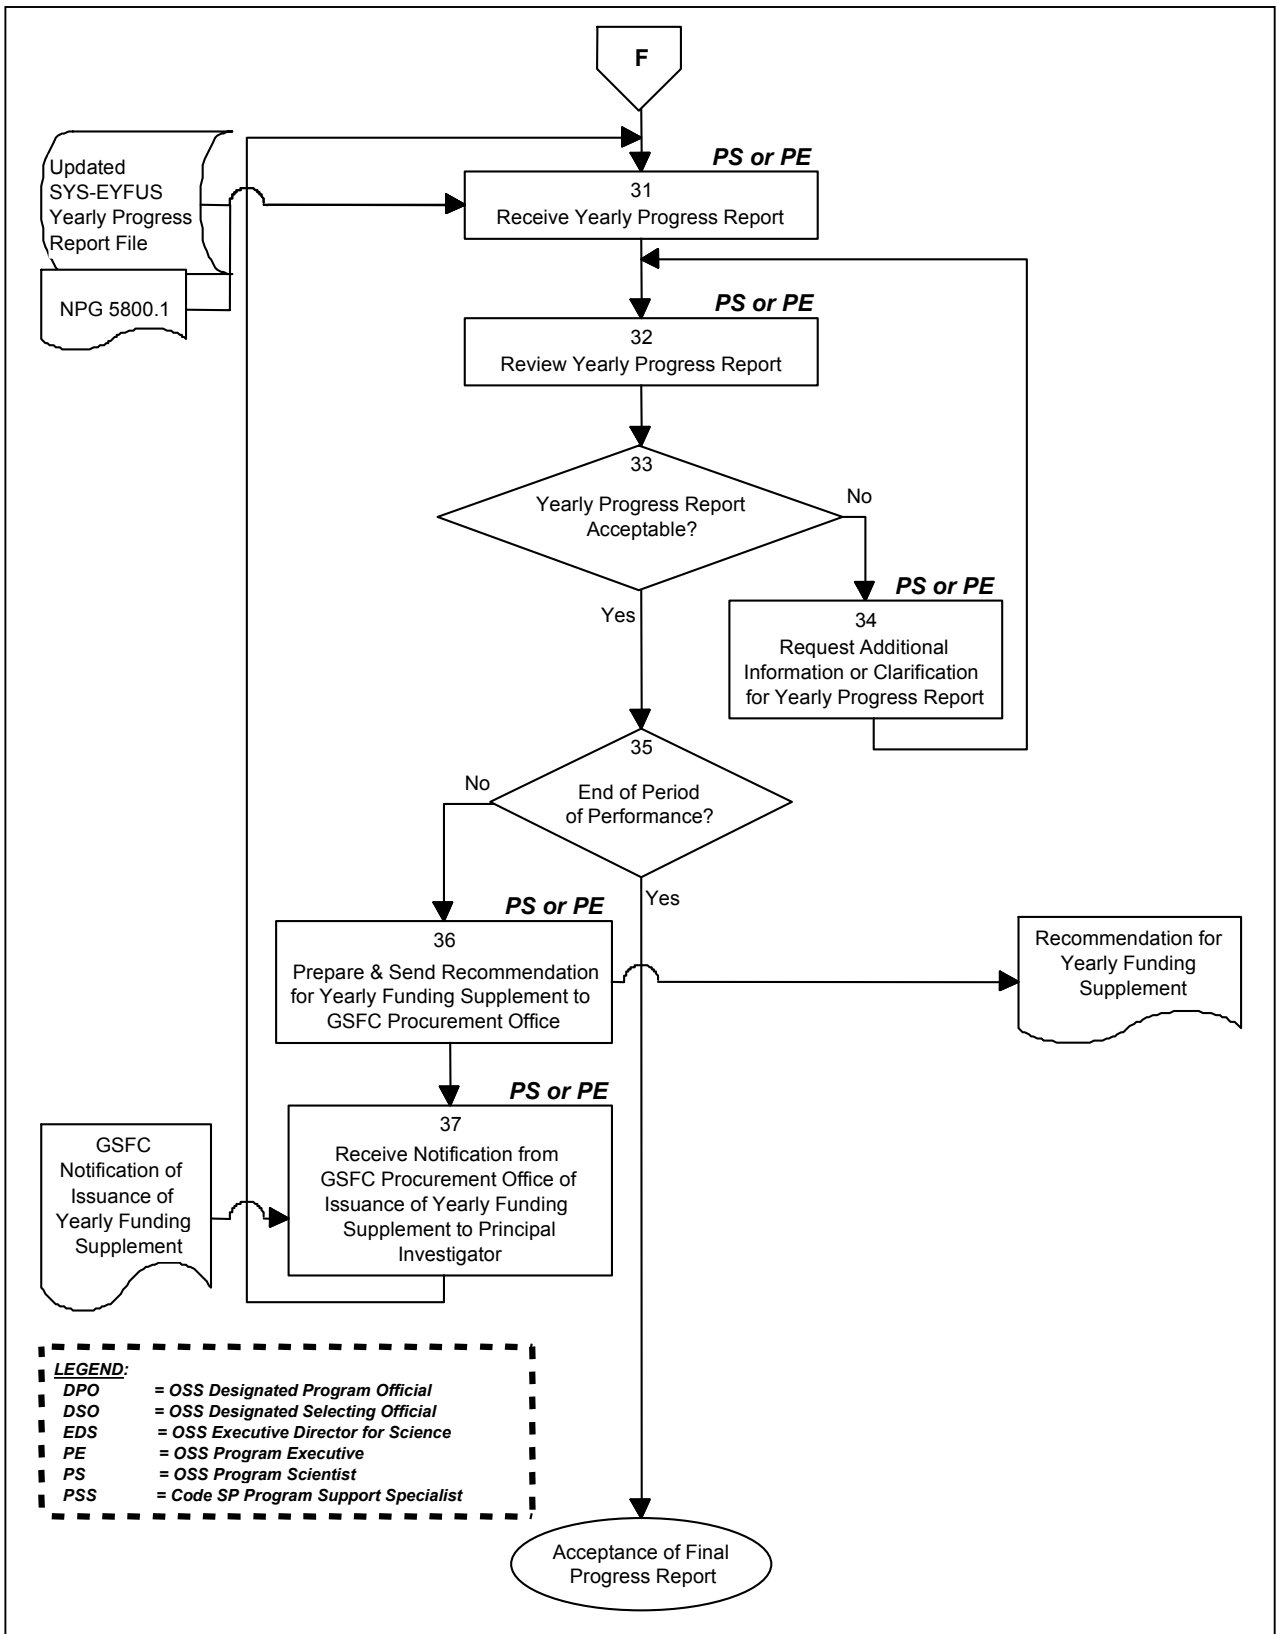 F
Updated
SYS-EYFUS
Yearly Progress
Report File
NPG 5800.1
PS or PE
31
Receive Yearly Progress Report
PS or PE
32
Review Yearly Progress Report
33
Yearly Progress Report
Acceptable?
No
Yes
PS or PE
34
Request Additional
Information or Clarification
for Yearly Progress Report
35
End of Period
of Performance?
No
Yes
PS or PE
36
Prepare & Send Recommendation
for Yearly Funding Supplement to
GSFC Procurement Office
Recommendation for
Yearly Funding
Supplement
PS or PE
37
Receive Notification from
GSFC Procurement Office of
Issuance of Yearly Funding
Supplement to Principal
Investigator
GSFC
Notification of
Issuance of
Yearly Funding
Supplement
LEGEND:
DPO = OSS Designated Program Official
DSO = OSS Designated Selecting Official
EDS = OSS Executive Director for Science
PE = OSS Program Executive
PS = OSS Program Scientist
PSS = Code SP Program Support Specialist
Acceptance of Final
Progress Report